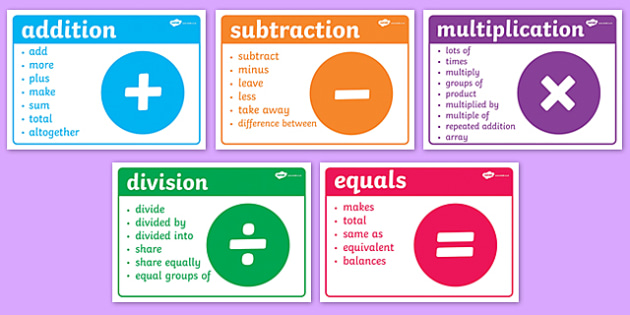 addition
add
more
plus
make
sum
total
altogether
subtraction
subtract
minus
leave
less
take away
difference between
multiplication
lots of
times
multiply
groups of
product
multiplied by
multiple of
repeated addition
array
division
divide
divided by
divided into
share
share equally
equal groups of
equals
makes
total
same as
equivalent
balances